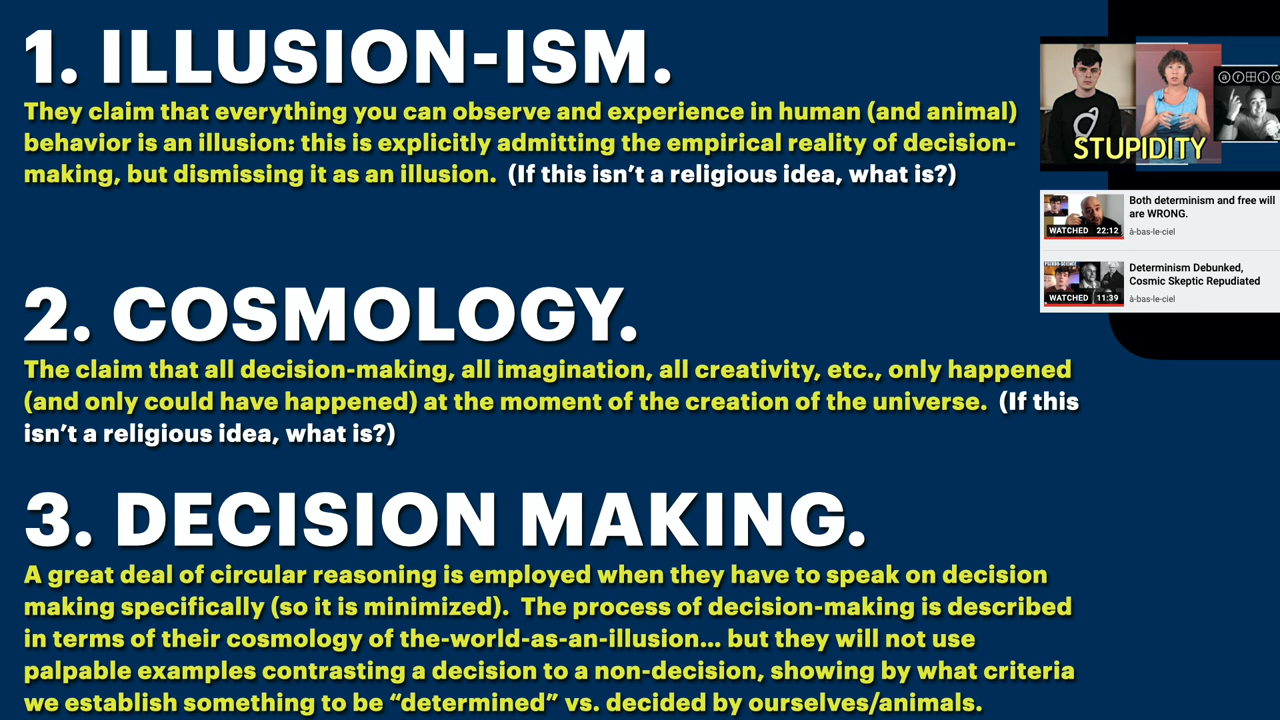 1. ILLUSION-ISM.
They claim that everything you can observe and experience in human (and animal)
behavior is an illusion: this is explicitly admitting the empirical reality of decision-
making, but dismissing it as an illusion. (If this isn’t a religious idea, what is?)
2. COSMOLOGY.
The claim that all decision-making, all imagination, all creativity, etc., only happened
(and only could have happened) at the moment of the creation of the universe. (If this
isn’t a religious idea, what is?)
3. DECISION MAKING.
A great deal of circular reasoning is employed when they have to speak on decision
making specifically (so it is minimized). The process of decision-making is described
in terms of their cosmology of the-world-as-an-illusion... but they will not use
palpable examples contrasting a decision to a non-decision, showing by what criteria
we establish something to be “determined” vs. decided by ourselves/animals.
STUPIDITY
WATCHED 22:12
Both determinism and free will
are WRONG.
à-bas-le-ciel
WATCHED 11:39
Determinism Debunked,
Cosmic Skeptic Repudiated
à-bas-le-ciel